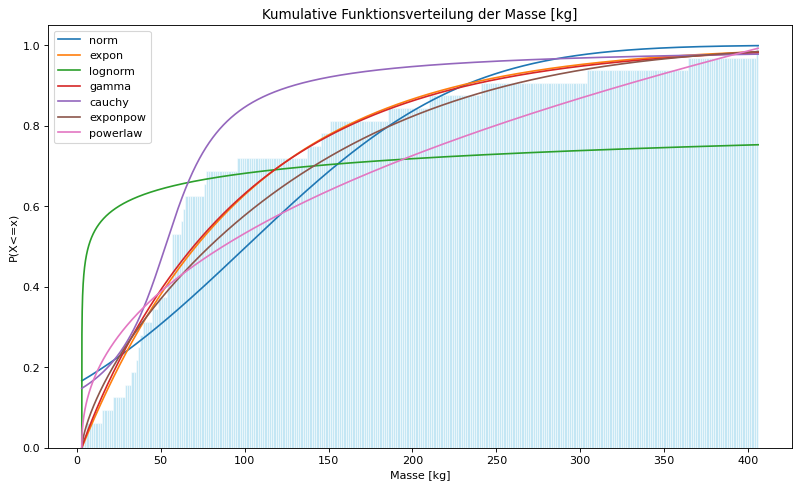 Kumulative Funktionsverteilung der Masse [kg]
norm
expon
lognorm
gamma
cauchy
exponpow
powerlaw
P(X<=x)
1.0
0.8
0.6
0.4
0.2
0.0
0 50 100 150 200 250 300 350 400
Masse [kg]